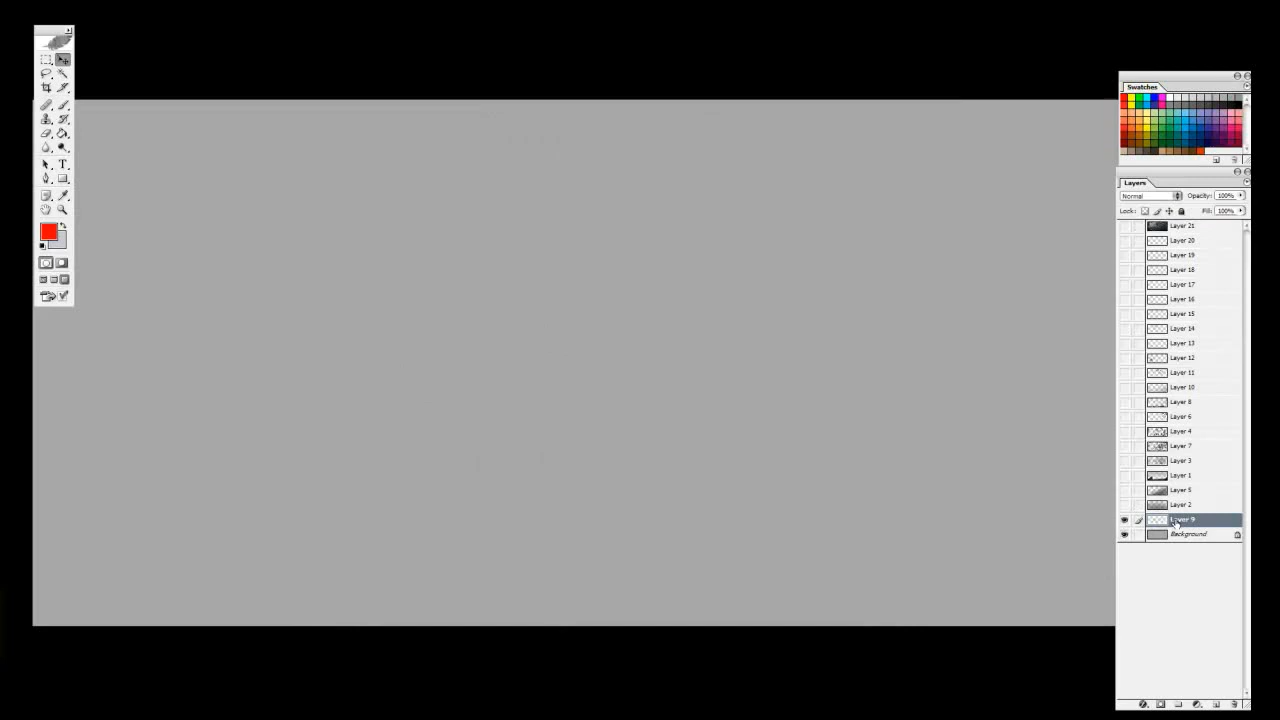 Swatches
Layers
Normal Opacity: 100%
Lock: Fill: 100%
Layer 21
Layer 20
Layer 19
Layer 18
Layer 17
Layer 16
Layer 15
Layer 14
Layer 13
Layer 12
Layer 11
Layer 10
Layer 8
Layer 6
Layer 4
Layer 7
Layer 3
Layer 1
Layer 5
Layer 2
Layer 9
Background